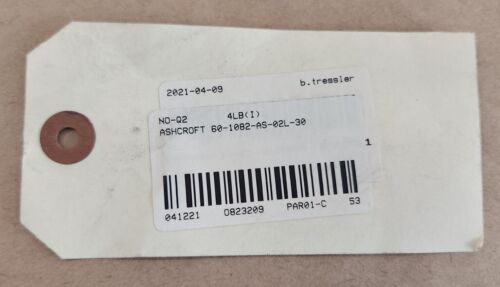 2021-04-09 b.tressler
NO-Q2 4LB(I)
ASHCROFT 60-1082-AS-02L-30
1
041221 0823209 PAR01-C 53